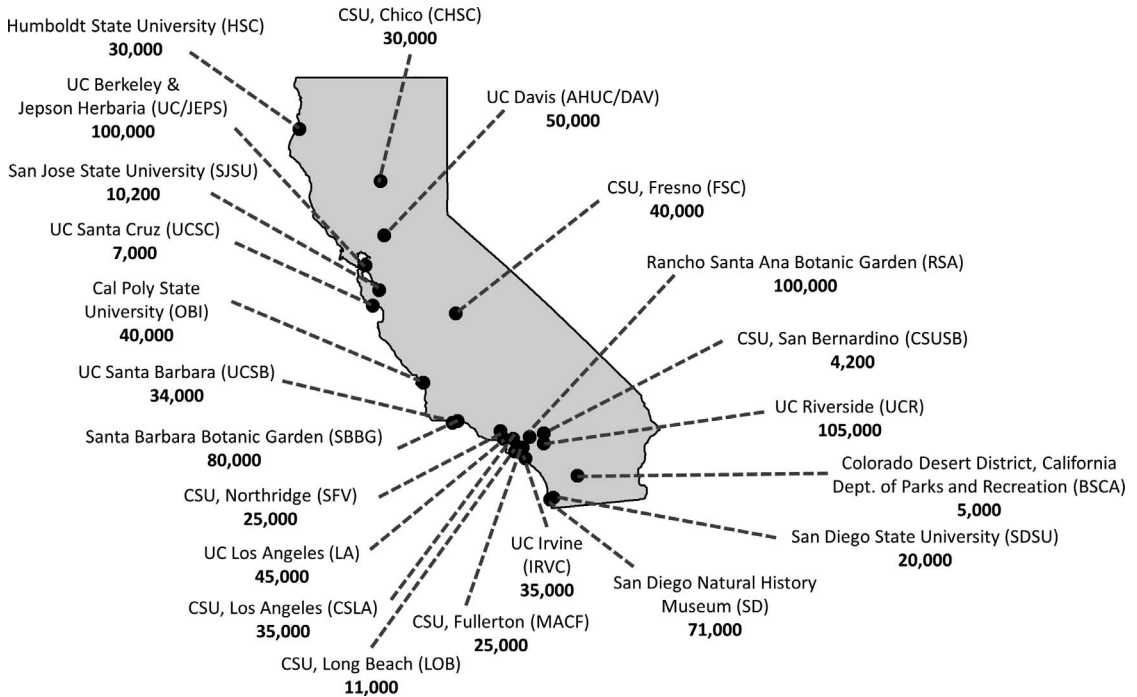 Humboldt State University (HSC)
30,000
CSU, Chico (CHSC)
30,000
UC Berkeley &
Jepson Herbaria (UC/JEPS)
100,000
UC Davis (AHUC/DAV)
50,000
San Jose State University (SJSU)
10,200
CSU, Fresno (FSC)
40,000
UC Santa Cruz (UCSC)
7,000
Rancho Santa Ana Botanic Garden (RSA)
100,000
Cal Poly State
University (OBI)
40,000
CSU, San Bernardino (CSUSB)
4,200
UC Santa Barbara (UCSB)
34,000
UC Riverside (UCR)
105,000
Santa Barbara Botanic Garden (SBBG)
80,000
Colorado Desert District, California
Dept. of Parks and Recreation (BSCA)
5,000
CSU, Northridge (SFV)
25,000
San Diego State University (SDSU)
20,000
UC Los Angeles (LA)
45,000
UC Irvine
(IRVC)
35,000
San Diego Natural History
Museum (SD)
71,000
CSU, Los Angeles (CSLA)
35,000
CSU, Fullerton (MACF)
25,000
CSU, Long Beach (LOB)
11,000